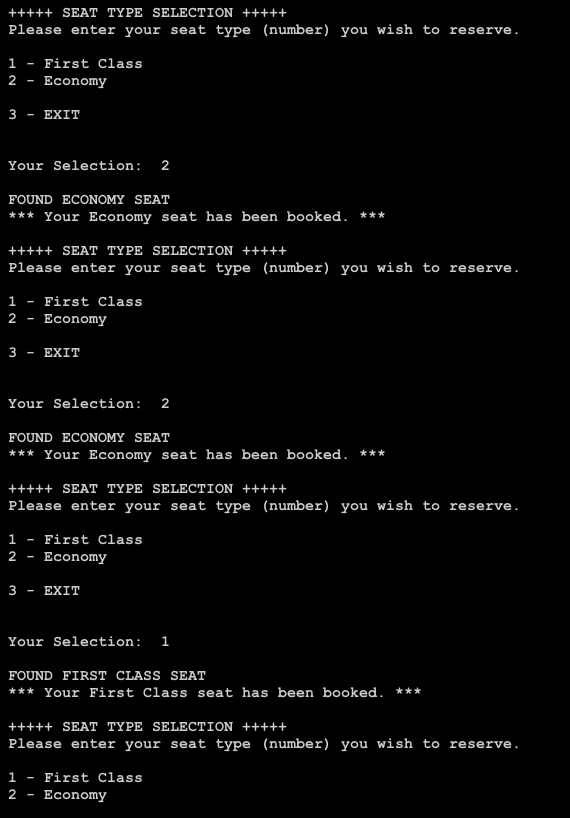 +++++ SEAT TYPE SELECTION +++++
Please enter your seat type (number) you wish to reserve.
1 - First Class
2 - Economy
3 - EXIT
Your Selection:  2
FOUND ECONOMY SEAT
*** Your Economy seat has been booked. ***
+++++ SEAT TYPE SELECTION +++++
Please enter your seat type (number) you wish to reserve.
1 - First Class
2 - Economy
3 - EXIT
Your Selection:  2
FOUND ECONOMY SEAT
*** Your Economy seat has been booked. ***
+++++ SEAT TYPE SELECTION +++++
Please enter your seat type (number) you wish to reserve.
1 - First Class
2 - Economy
3 - EXIT
Your Selection:  1
FOUND FIRST CLASS SEAT
*** Your First Class seat has been booked. ***
+++++ SEAT TYPE SELECTION +++++
Please enter your seat type (number) you wish to reserve.
1 - First Class
2 - Economy